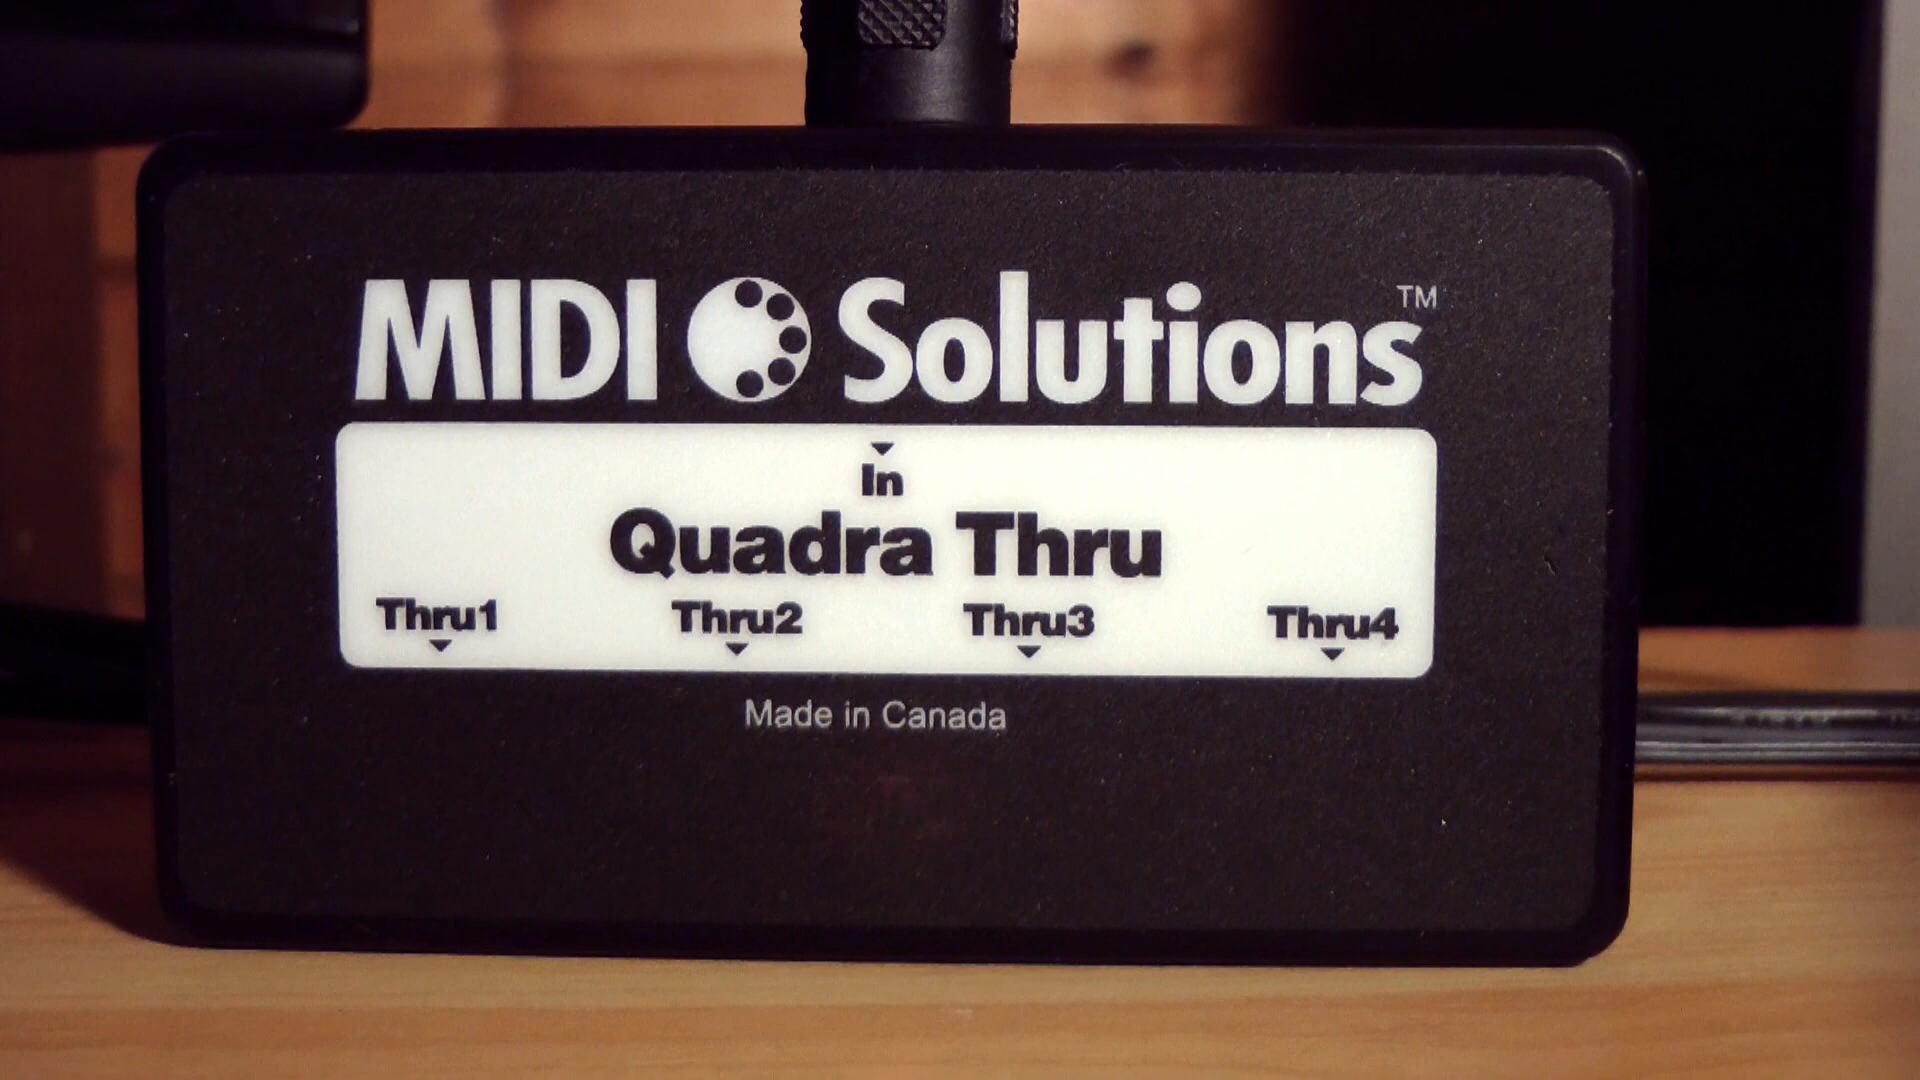 MIDI Solutions™
In
Quadra Thru
Thru1 Thru2 Thru3 Thru4
Made in Canada